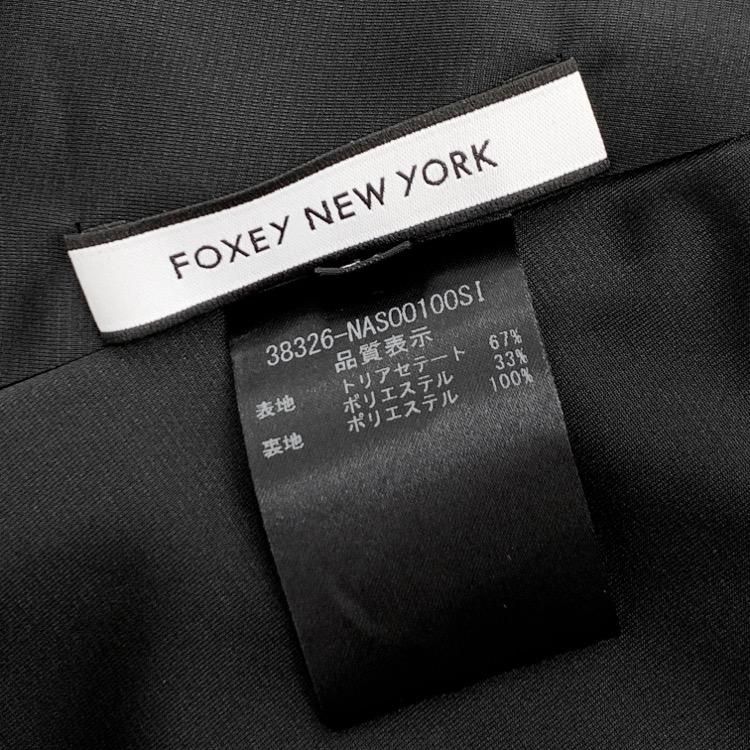 FOXEY NEW YORK
38326-NAS00100SI
品質表示
表地 トリアセテート 67%
ポリエステル 33%
裏地 ポリエステル 100%